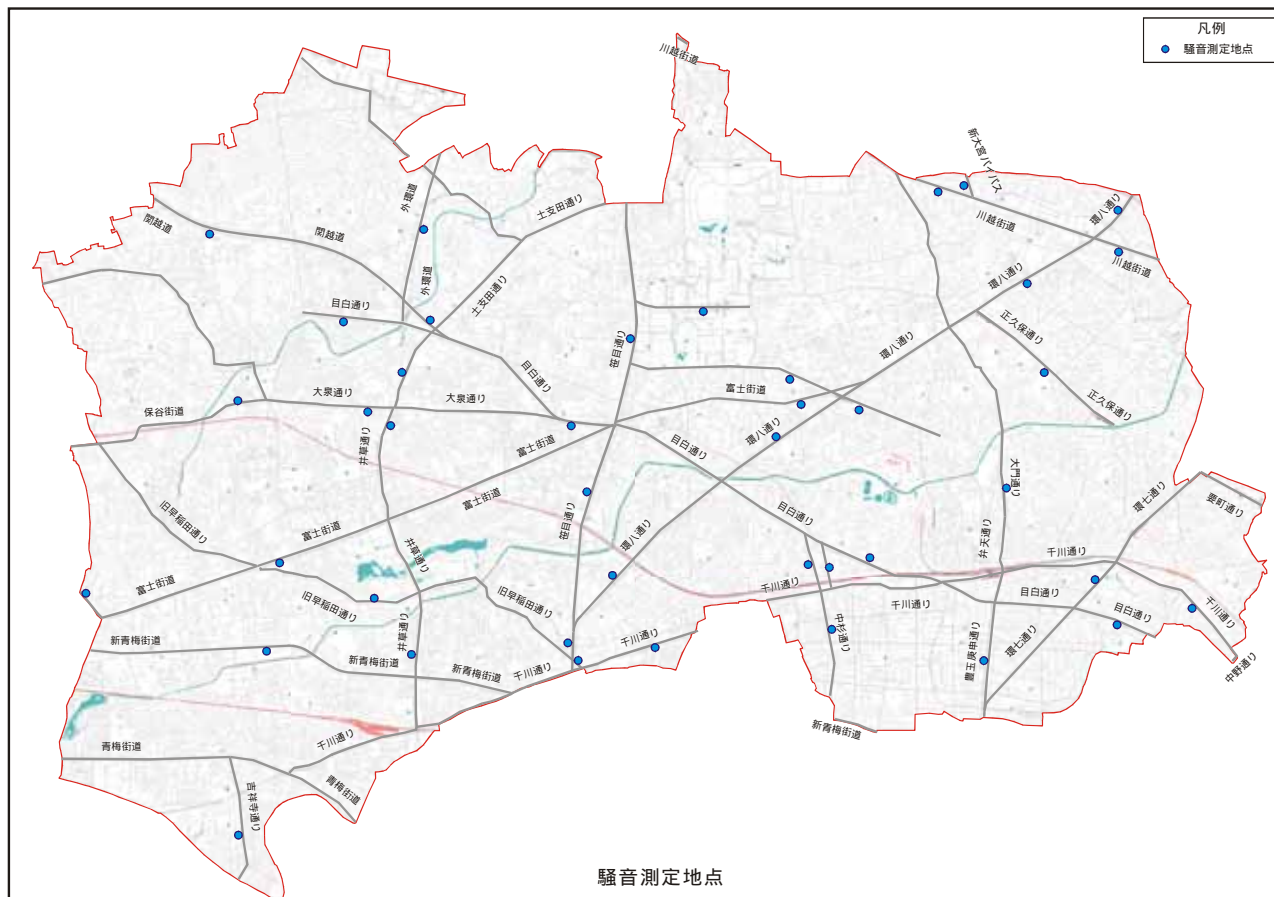 凡例
騒音測定地点
川越街道
新大宮バイパス
外環道
土支田通り
環八通り
関越道
関越道
川越街道
川越街道
外環道
土支田通り
環八通り
目白通り
正久保通り
笹目通り
環八通り
目白通り
富士街道
大泉通り
大泉通り
保谷街道
正久保通り
井草通り
富士街道
目白通り
環八通り
大門通り
富士街道
環七通り
要町通り
旧早稲田通り
富士街道
笹目通り
目白通り
環八通り
井草通り
弁天通り
千川通り
富士街道
旧早稲田通り
旧早稲田通り
千川通り
千川通り
目白通り
目白通り
千川通り
新青梅街道
井草通り
千川通り
中杉通り
豊玉庚申通り
環七通り
新青梅街道
新青梅街道
千川通り
中野通り
新青梅街道
青梅街道
千川通り
青梅街道
吉祥寺通り
騒音測定地点